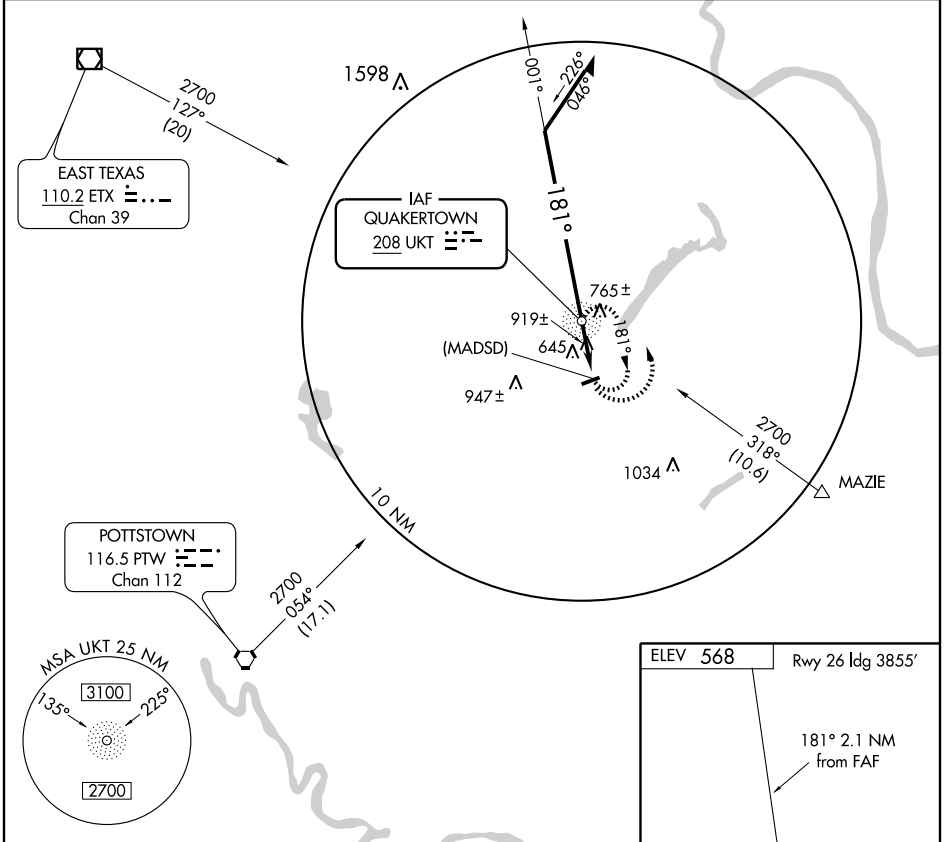 1598
001°
226°
046°
2700
127°
(20)
EAST TEXAS
110.2 ETX
Chan 39
IAF
QUAKERTOWN
208 UKT
181°
765±
919±
181°
(MADSD)
645
947±
2700
318°
(10.6)
MAZIE
1034
10 NM
POTTSTOWN
116.5 PTW
Chan 112
2700
054°
(17.1)
MSA UKT 25 NM
3100
135°
225°
2700
ELEV 568
Rwy 26 ldg 3855'
181° 2.1 NM
from FAF